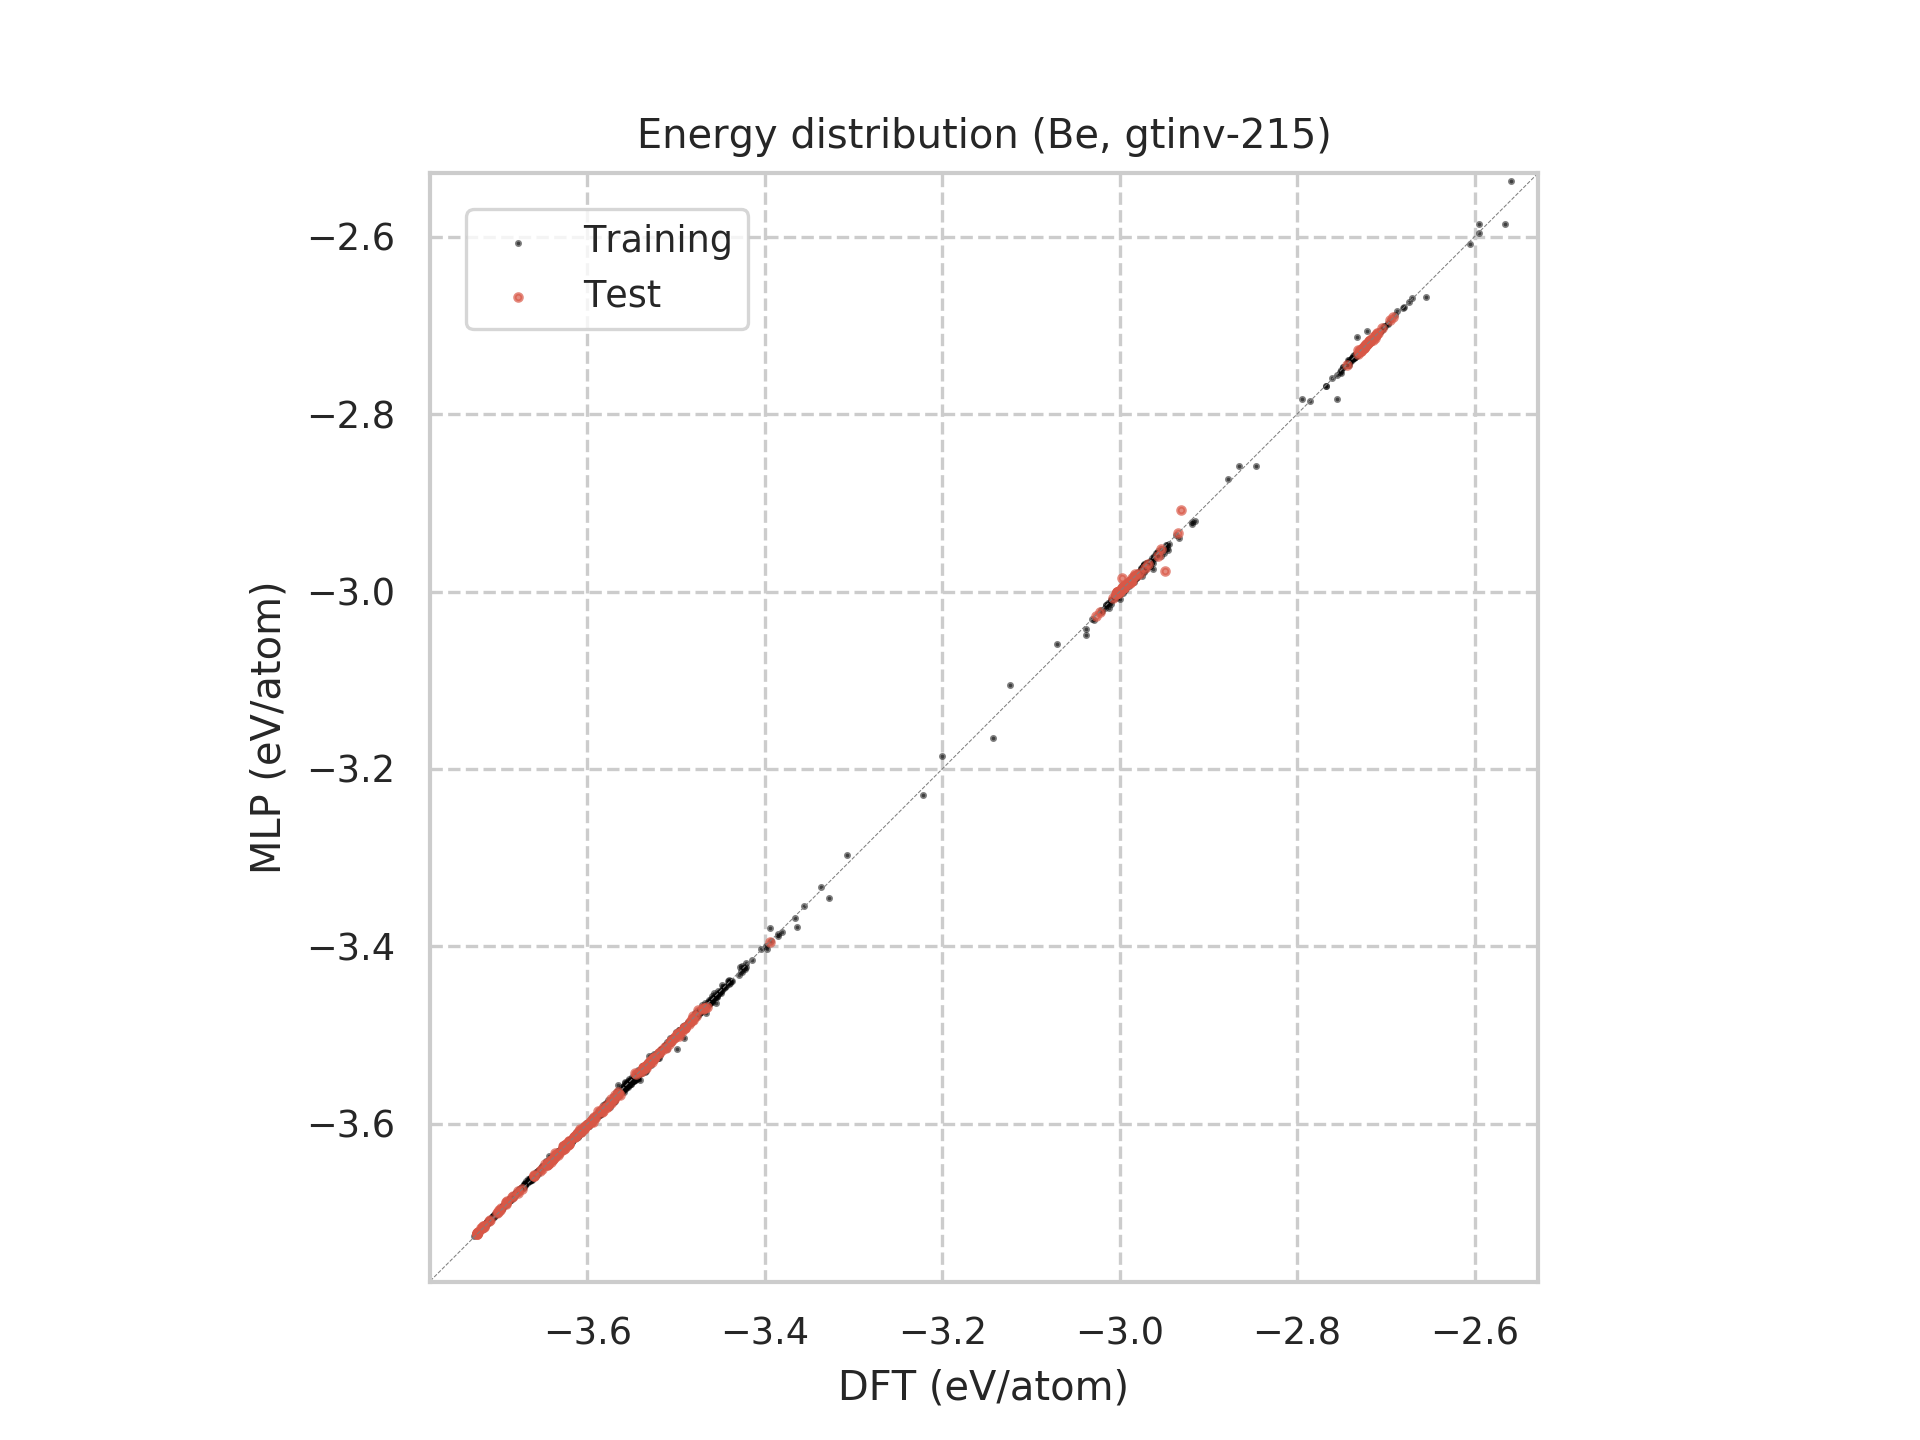 Energy distribution (Be, gtinv-215)
Training
Test
−2.6
−2.8
−3.0
−3.2
−3.4
−3.6
MLP (eV/atom)
−3.6 −3.4 −3.2 −3.0 −2.8 −2.6
DFT (eV/atom)